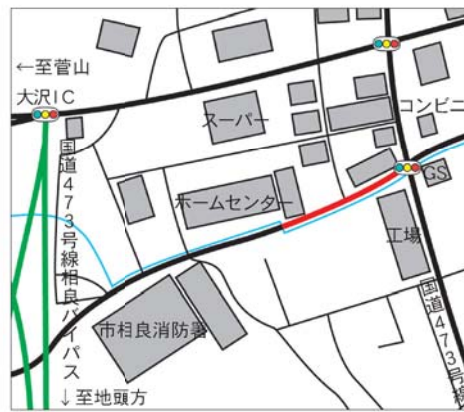 ←至菅山
大沢IC
スーパー
コンビニ
GS
ホームセンター
工場
市相良消防署
国道473号線相良バイパス
↓至地頭方
国道473号線